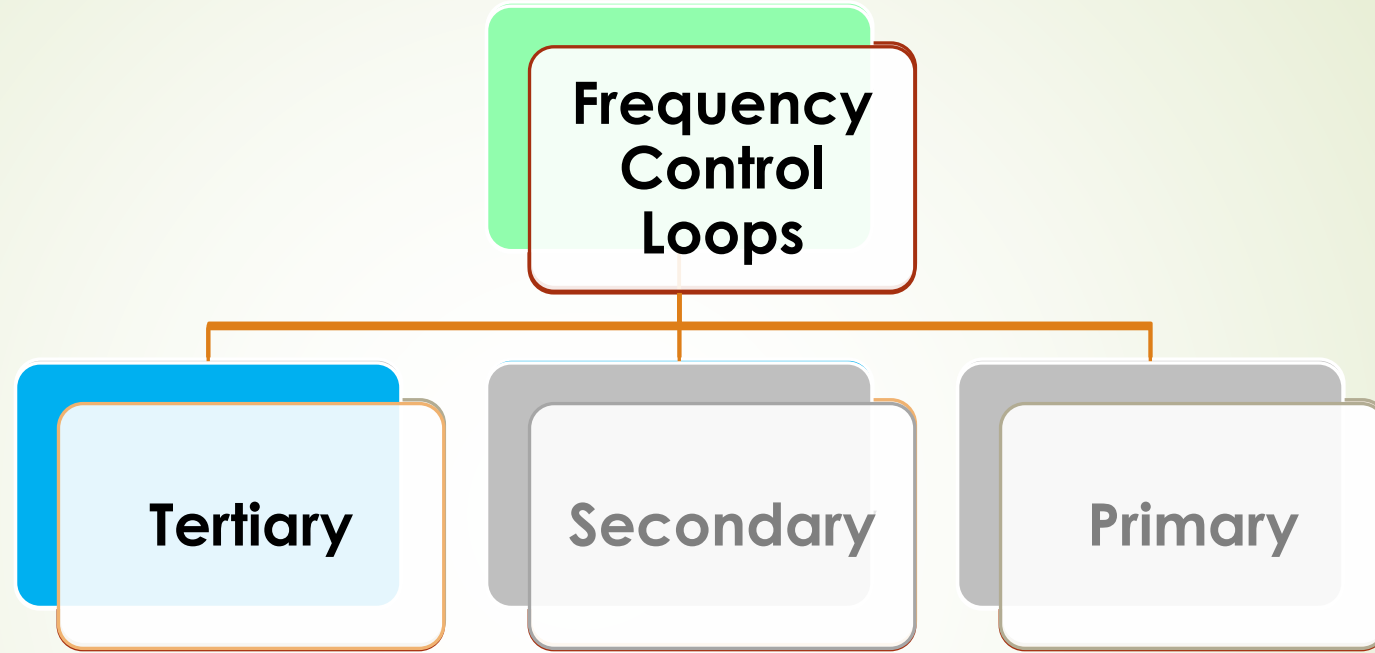 Frequency
Control
Loops
Tertiary
Secondary
Primary